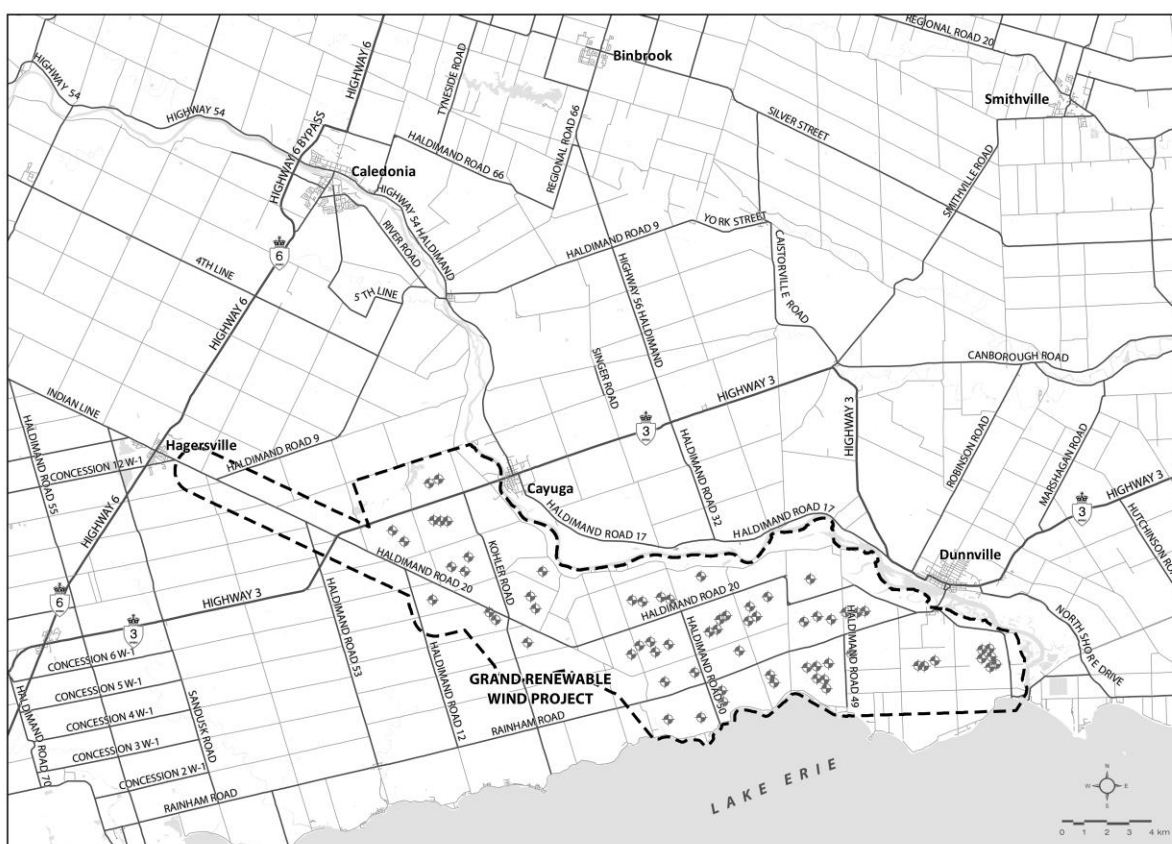 REGIONAL ROAD 20
Binbrook
HIGHWAY 6
TYNESIDE ROAD
HIGHWAY 54
HIGHWAY 54
Smithville
SILVER STREET
HIGHWAY 6 BYPASS
HALDIMAND ROAD 66
REGIONAL ROAD 66
Caledonia
SMITHVILLE ROAD
HIGHWAY 54 HALDIMAND
RIVER ROAD
YORK STREET
HALDIMAND ROAD 9
CAISTORVILLE ROAD
6
4TH LINE
5 TH LINE
HIGHWAY 6
HIGHWAY 56 HALDIMAND
SINGER ROAD
CANBOROUGH ROAD
INDIAN LINE
HIGHWAY 3
3
HIGHWAY 3
Hagersville
HALDIMAND ROAD 9
HALDIMAND ROAD 55
CONCESSION 12 W-1
HIGHWAY 6
Cayuga
HALDIMAND ROAD 32
ROBINSON ROAD
MARSHAGAN ROAD
HIGHWAY 3
3
HUTCHINSON ROAD
HALDIMAND ROAD 17
HALDIMAND ROAD 17
Dunnville
KOHLER ROAD
HALDIMAND ROAD 20
HALDIMAND ROAD 20
6
HIGHWAY 3
3
HALDIMAND ROAD 53
HALDIMAND ROAD 49
NORTH SHORE DRIVE
CONCESSION 6 W-1
CONCESSION 5 W-1
CONCESSION 4 W-1
CONCESSION 3 W-1
CONCESSION 2 W-1
HALDIMAND ROAD 70
SANDUSK ROAD
HALDIMAND ROAD 12
GRAND RENEWABLE
WIND PROJECT
HALDIMAND ROAD 50
RAINHAM ROAD
RAINHAM ROAD
LAKE ERIE
N
W
E
S
0 1 2 3 4 km